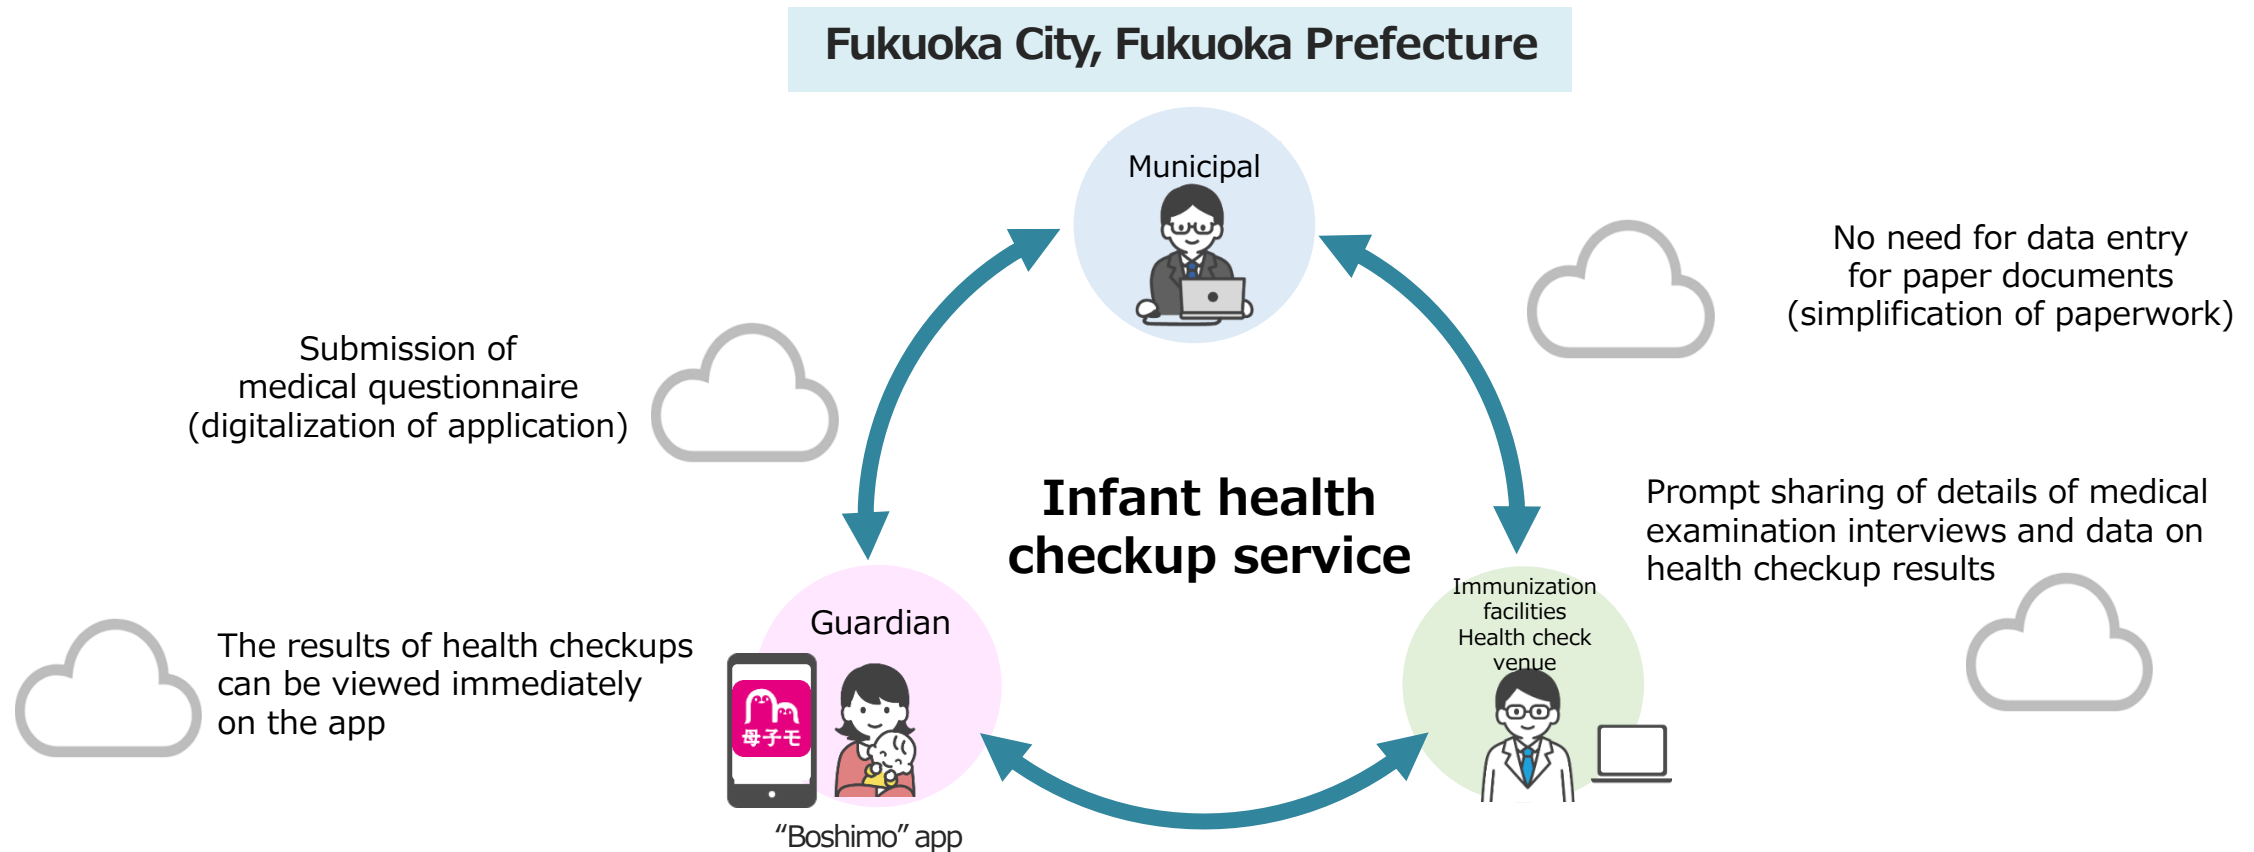 Fukuoka City, Fukuoka Prefecture
Municipal
No need for data entry
for paper documents
(simplification of paperwork)
Submission of
medical questionnaire
(digitalization of application)
Infant health
checkup service
Prompt sharing of details of medical
examination interviews and data on
health checkup results
Immunization
facilities
Health check
venue
Guardian
The results of health checkups
can be viewed immediately
on the app
母子モ
“Boshimo” app